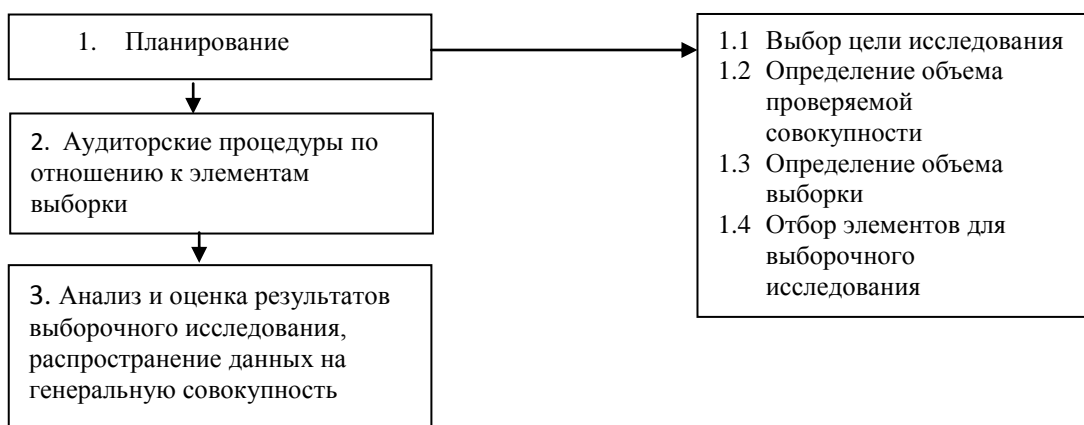 1. Планирование
2. Аудиторские процедуры по
отношению к элементам
выборки
3. Анализ и оценка результатов
выборочного исследования,
распространение данных на
генеральную совокупность
1.1 Выбор цели исследования
1.2 Определение объема
проверяемой
совокупности
1.3 Определение объема
выборки
1.4 Отбор элементов для
выборочного
исследования